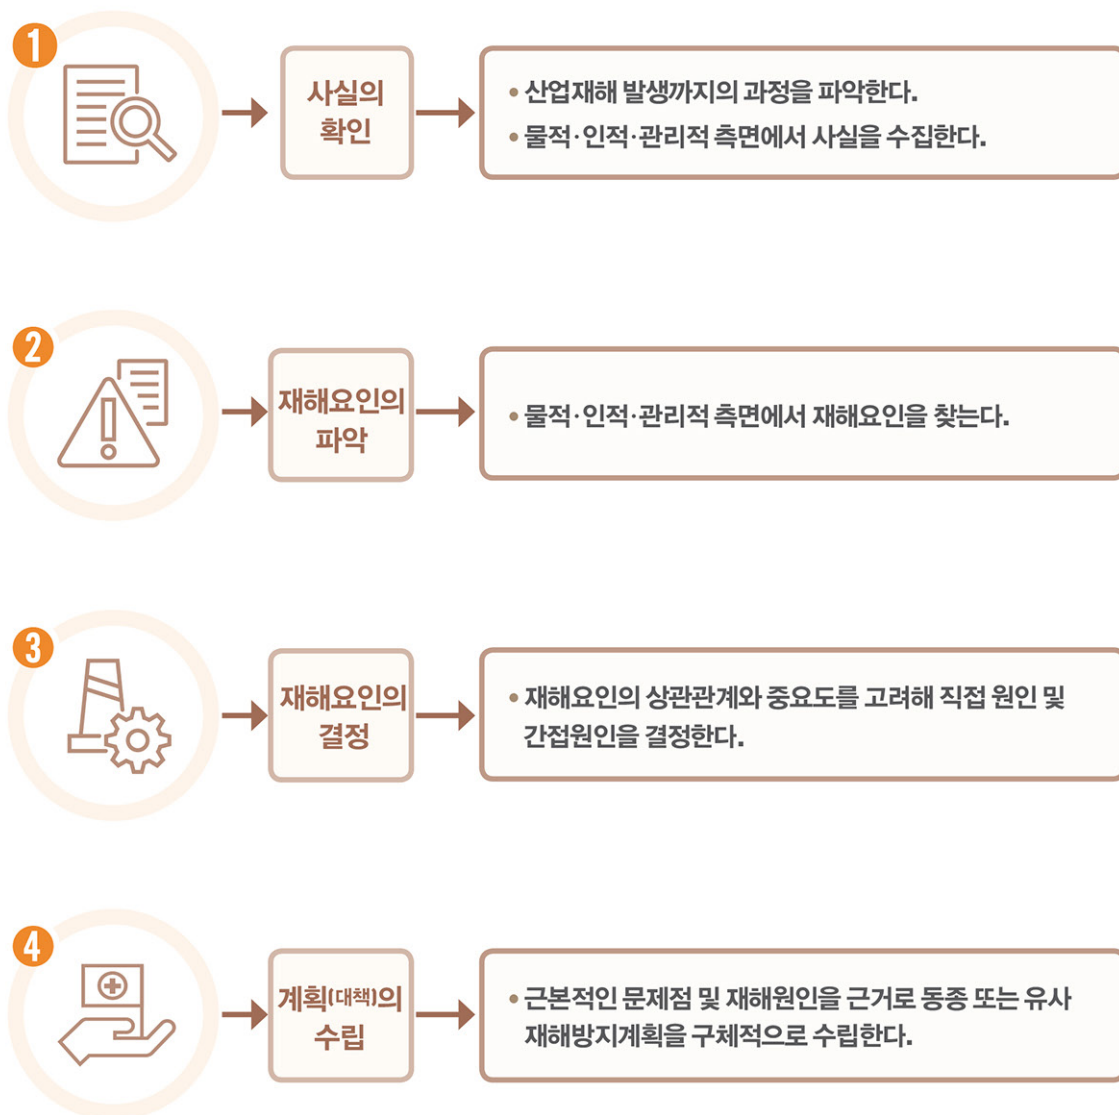 1
사실의
확인
• 산업재해 발생까지의 과정을 파악한다.
• 물적·인적·관리적 측면에서 사실을 수집한다.
2
재해요인의
파악
• 물적·인적·관리적 측면에서 재해요인을 찾는다.
3
재해요인의
결정
• 재해요인의 상관관계와 중요도를 고려해 직접 원인 및
간접원인을 결정한다.
4
계획(대책)의
수립
• 근본적인 문제점 및 재해원인을 근거로 동종 또는 유사
재해방지계획을 구체적으로 수립한다.